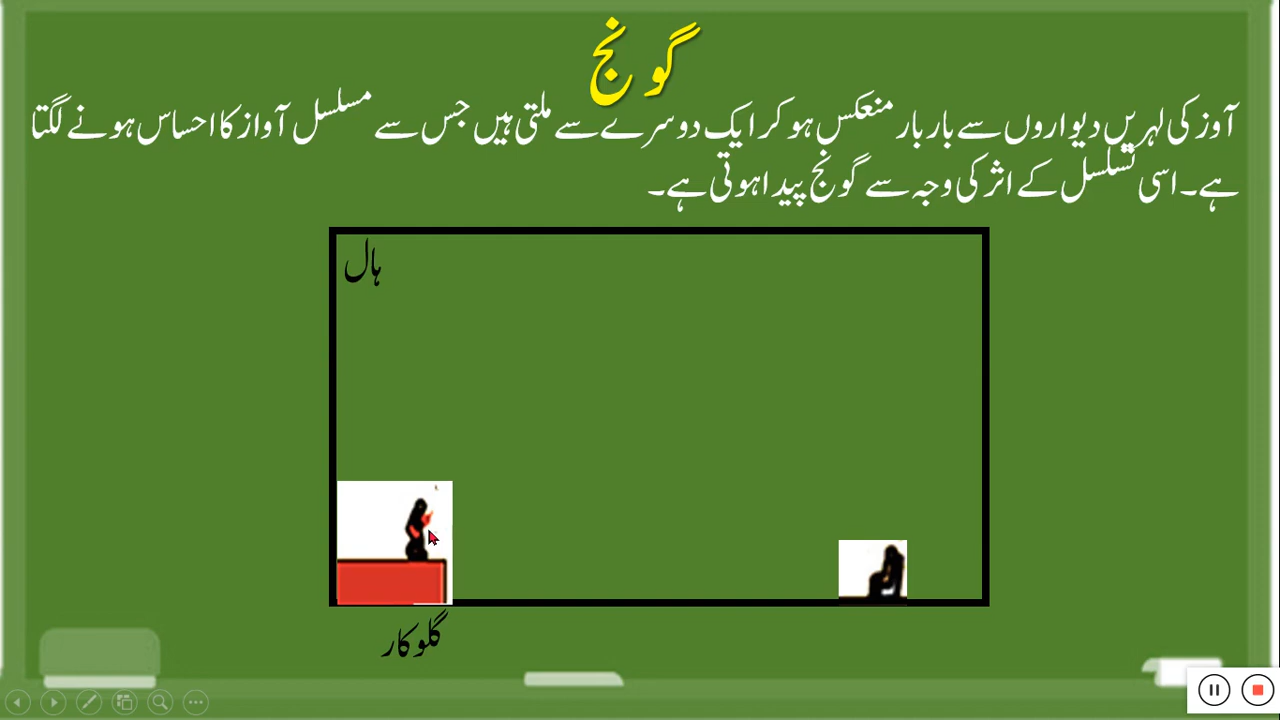 گونج
آوز کی لہریں دیواروں سے بار بار منعکس ہو کر ایک دوسرے سے ملتی ہیں جس سے مسلسل آواز کا احساس ہونے لگتا
ہے۔ اسی تسلسل کے اثر کی وجہ سے گونج پیدا ہوتی ہے۔
ہال
گلوکار